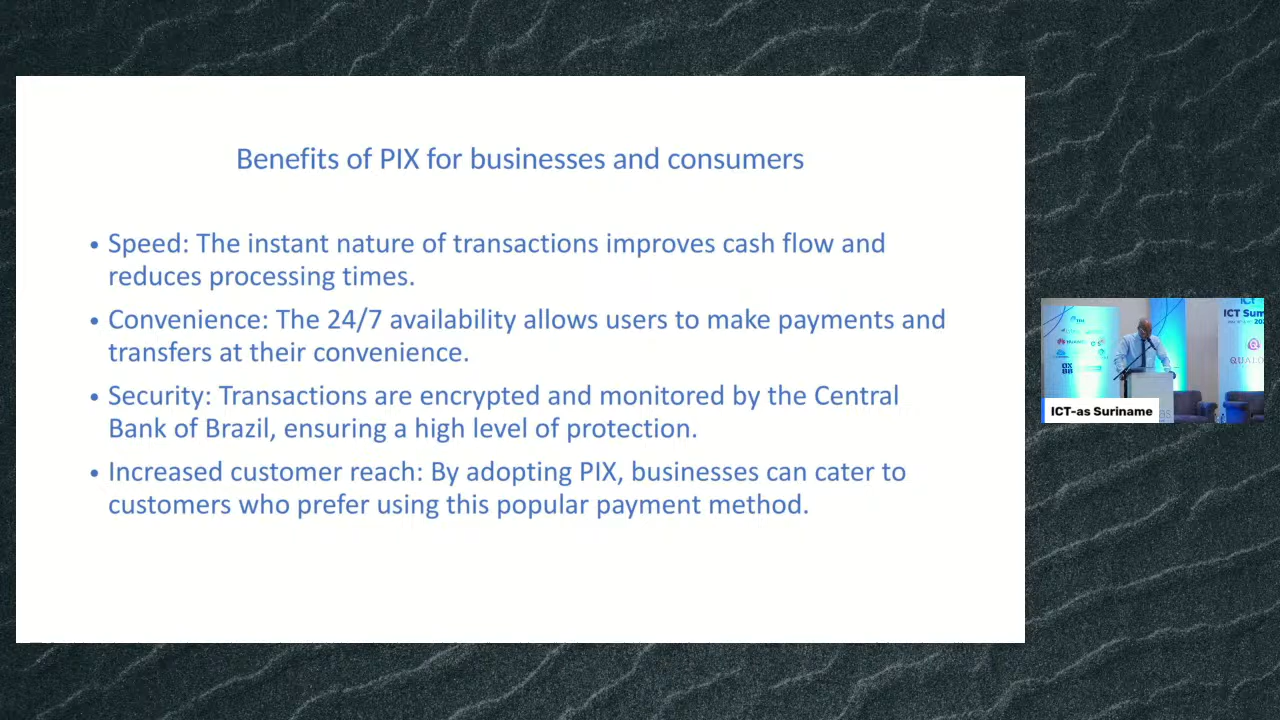 Benefits of PIX for businesses and consumers
• Speed: The instant nature of transactions improves cash flow and
reduces processing times.
• Convenience: The 24/7 availability allows users to make payments and
transfers at their convenience.
• Security: Transactions are encrypted and monitored by the Central
Bank of Brazil, ensuring a high level of protection.
• Increased customer reach: By adopting PIX, businesses can cater to
customers who prefer using this popular payment method.
ICT Sum
ICT-as Suriname